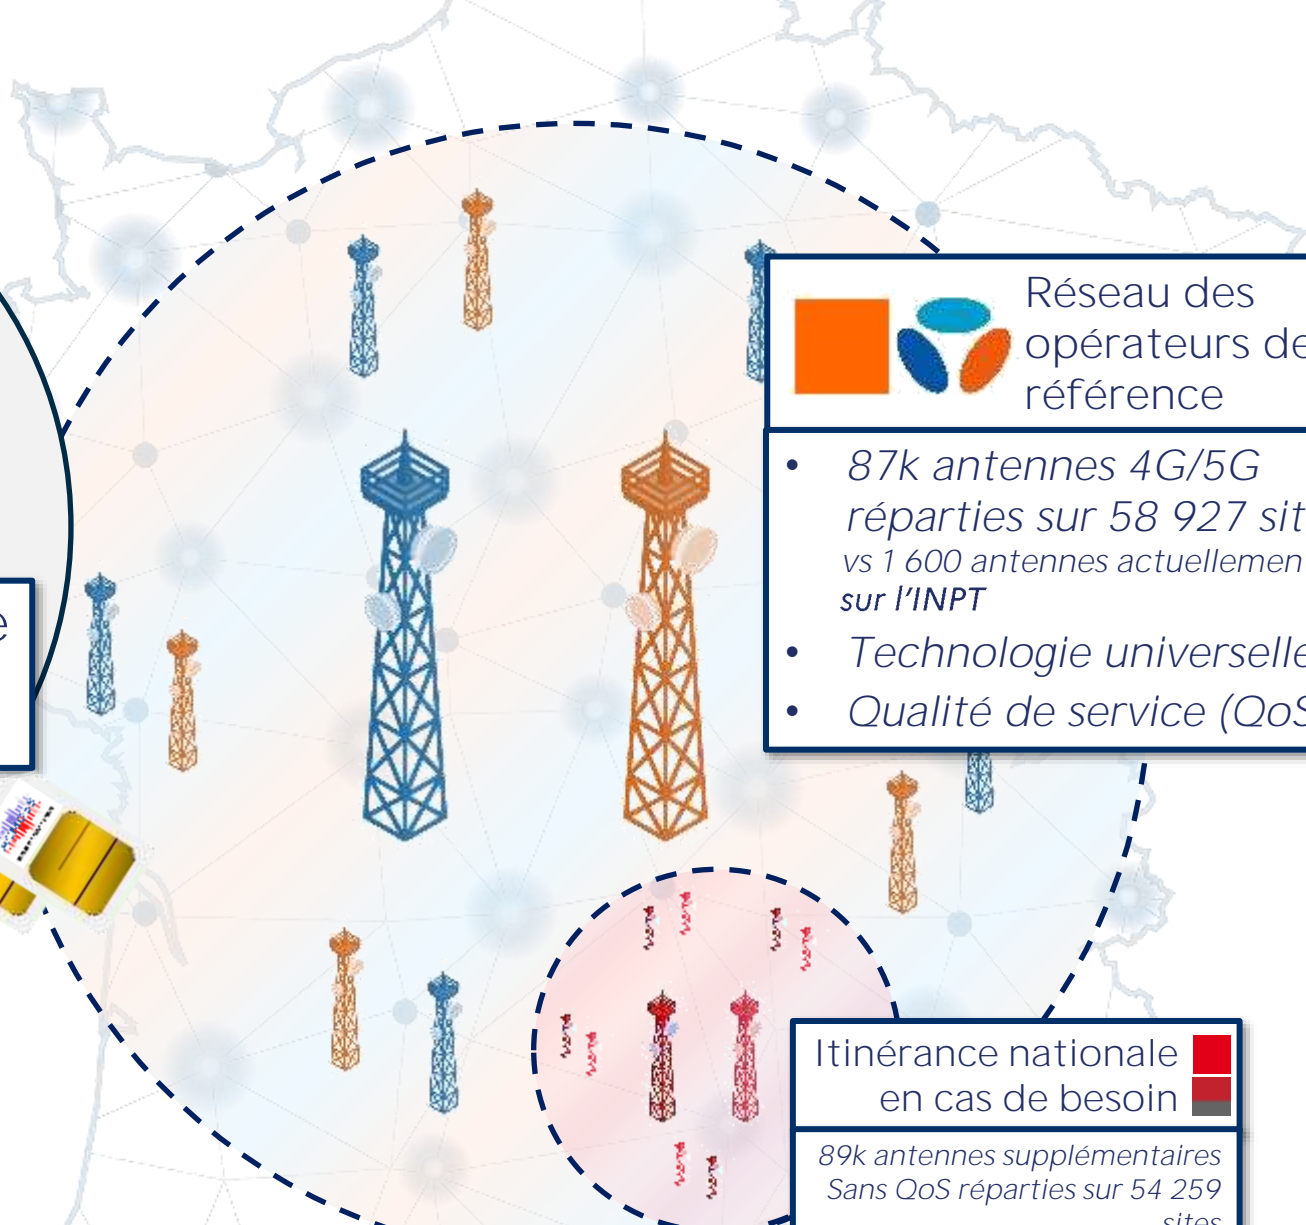 Réseau des
opérateurs de
référence
• 87k antennes 4G/5G
réparties sur 58 927 sit
vs 1 600 antennes actuellemen
sur l'INPT
• Technologie universelle
• Qualité de service (QoS
e
Itinérance nationale
en cas de besoin
89k antennes supplémentaires
Sans QoS réparties sur 54 259
sites